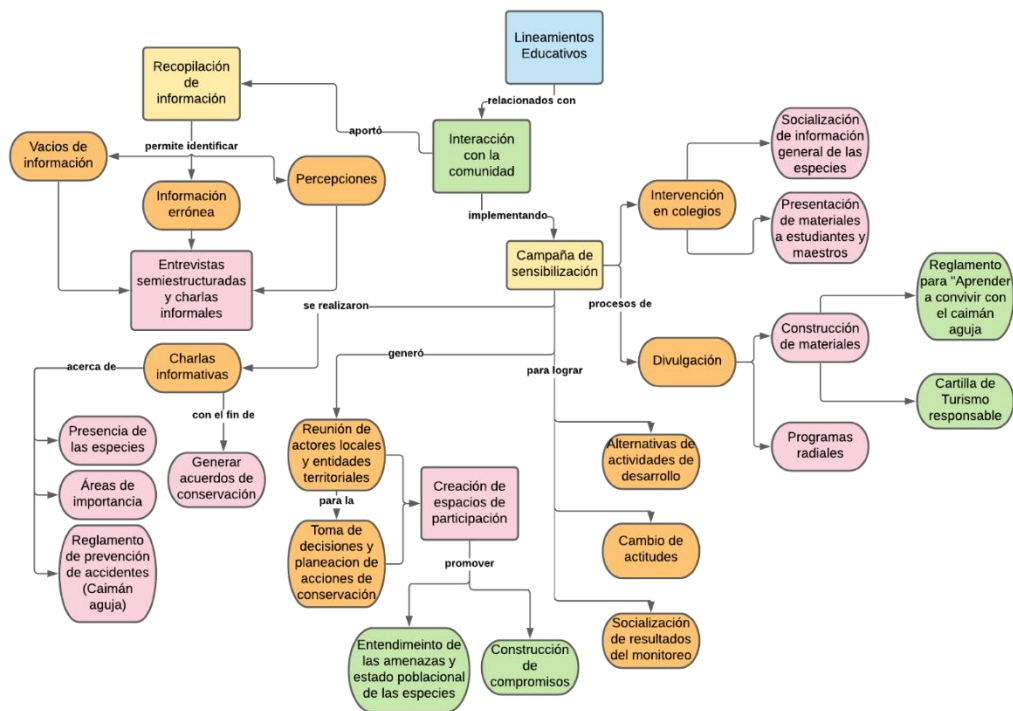 Lineamientos
Educativos
relacionados con
Interacción
con la
comunidad
aportó
Recopilación
de
información
permite identificar
Vacios de
información
Información
errónea
Percepciones
Entrevistas
semiestructuradas
y charlas
informales
implementando
Campaña de
sensibilización
Intervención
en colegios
Socialización
de información
general de las
especies
Presentación
de materiales
a estudiantes y
maestros
procesos de
Divulgación
Construcción
de materiales
Reglamento
para "Aprender
a convivir con
el caimán
aguja
Cartilla de
Turismo
responsable
Programas
radiales
se realizaron
Charlas
informativas
acerca de
Presencia de
las especies
Áreas de
importancia
Reglamento
de prevención
de accidentes
(Caimán
aguja)
con el fin de
Generar
acuerdos de
conservación
generó
Reunión de
actores locales
y entidades
territoriales
para la
Toma de
decisiones y
planeacion de
acciones de
conservación
Creación de
espacios de
participación
promover
Entendimeinto de
las amenazas y
estado poblacional
de las especies
Construcción
de
compromisos
para lograr
Alternativas de
actividades de
desarrollo
Cambio de
actitudes
Socialización
de resultados
del monitoreo